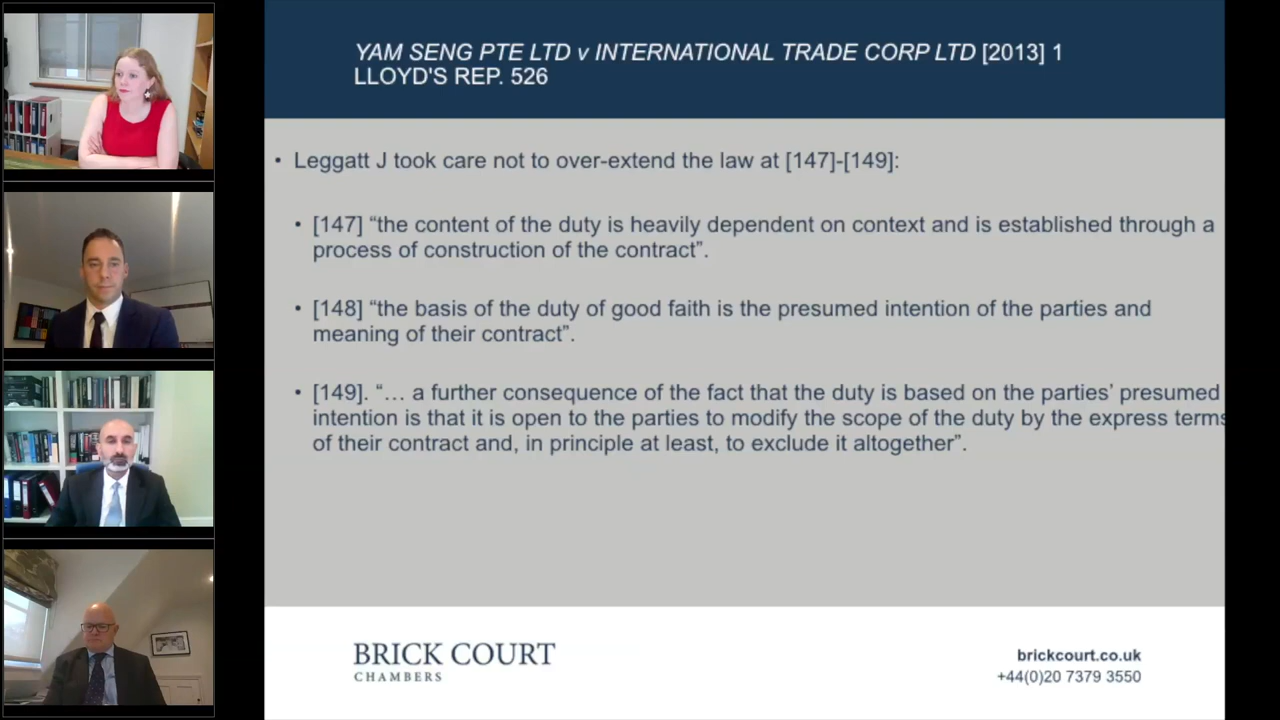 YAM SENG PTE LTD v INTERNATIONAL TRADE CORP LTD [2013] 1
LLOYD'S REP. 526
• Leggatt J took care not to over-extend the law at [147]-[149]:
• [147] “the content of the duty is heavily dependent on context and is established through a
process of construction of the contract”.
• [148] “the basis of the duty of good faith is the presumed intention of the parties and
meaning of their contract”.
• [149]. “… a further consequence of the fact that the duty is based on the parties’ presumed
intention is that it is open to the parties to modify the scope of the duty by the express terms
of their contract and, in principle at least, to exclude it altogether”.
BRICK COURT
CHAMBERS
brickcourt.co.uk
+44(0)20 7379 3550